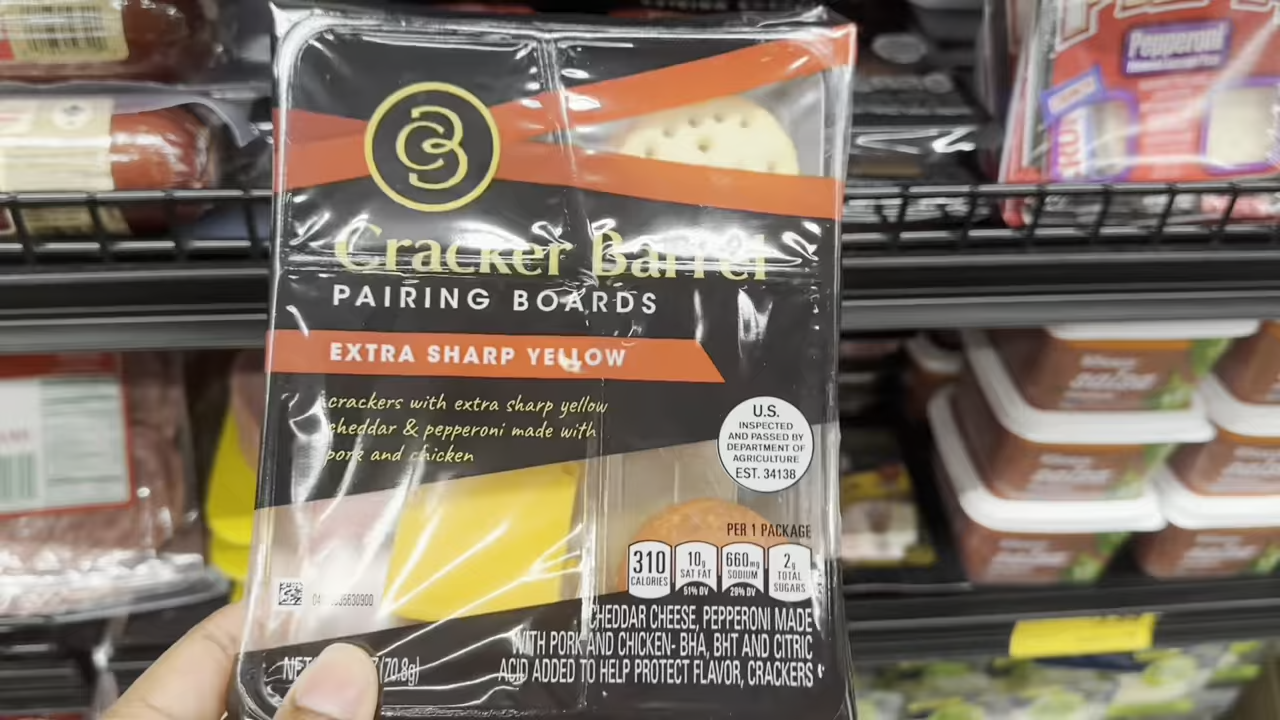 Pepperoni
CB
Cracker Barrel
PAIRING BOARDS
EXTRA SHARP YELLOW
crackers with extra sharp yellow
cheddar & pepperoni made with
pork and chicken
U.S.
INSPECTED
AND PASSED BY
DEPARTMENT OF
AGRICULTURE
EST. 34138
PER 1 PACKAGE
310 CALORIES
10g SAT FAT 51% DV
660mg SODIUM 29% DV
2g TOTAL SUGARS
CHEDDAR CHEESE, PEPPERONI MADE
WITH PORK AND CHICKEN- BHA, BHT AND CITRIC
ACID ADDED TO HELP PROTECT FLAVOR, CRACKERS
(70.8g)
salsa